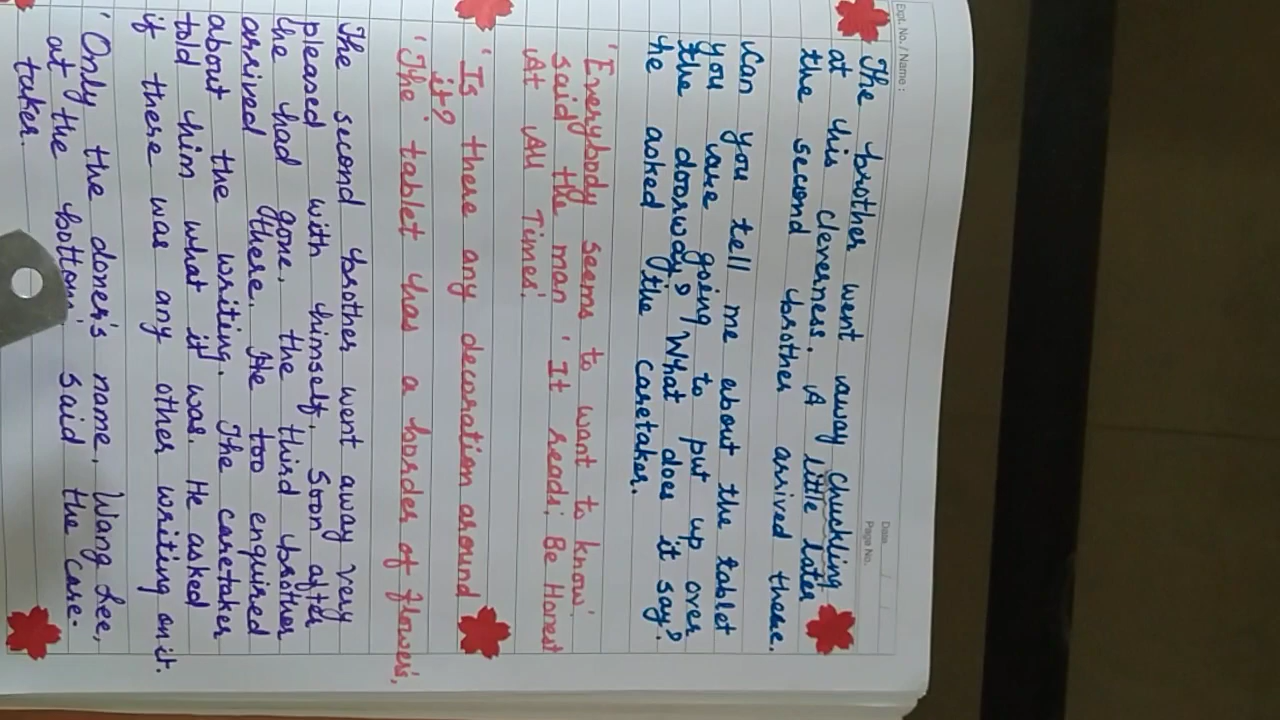 Expt. No. / Name :
Date / /
Page No.
The brother went away chuckling
at his cleverness. A little later
the second brother arrived there.
Can you tell me about the tablet
you are going to put up over
the doorway? What does it say?
he asked the caretaker.
'Everybody seems to want to know'.
said the man 'It reads: Be Honest
At All Times'.
'Is there any decoration around
it?
'The tablet has a border of flowers'.
The second brother went away very
pleased with himself. Soon after
he had gone, the third brother
arrived there. He too enquired
about the writing. The caretaker
told him what it was. He asked
if there was any other writing on it.
'Only the doner's name, Wang Lee,
at the bottom'. said the care-
taker.